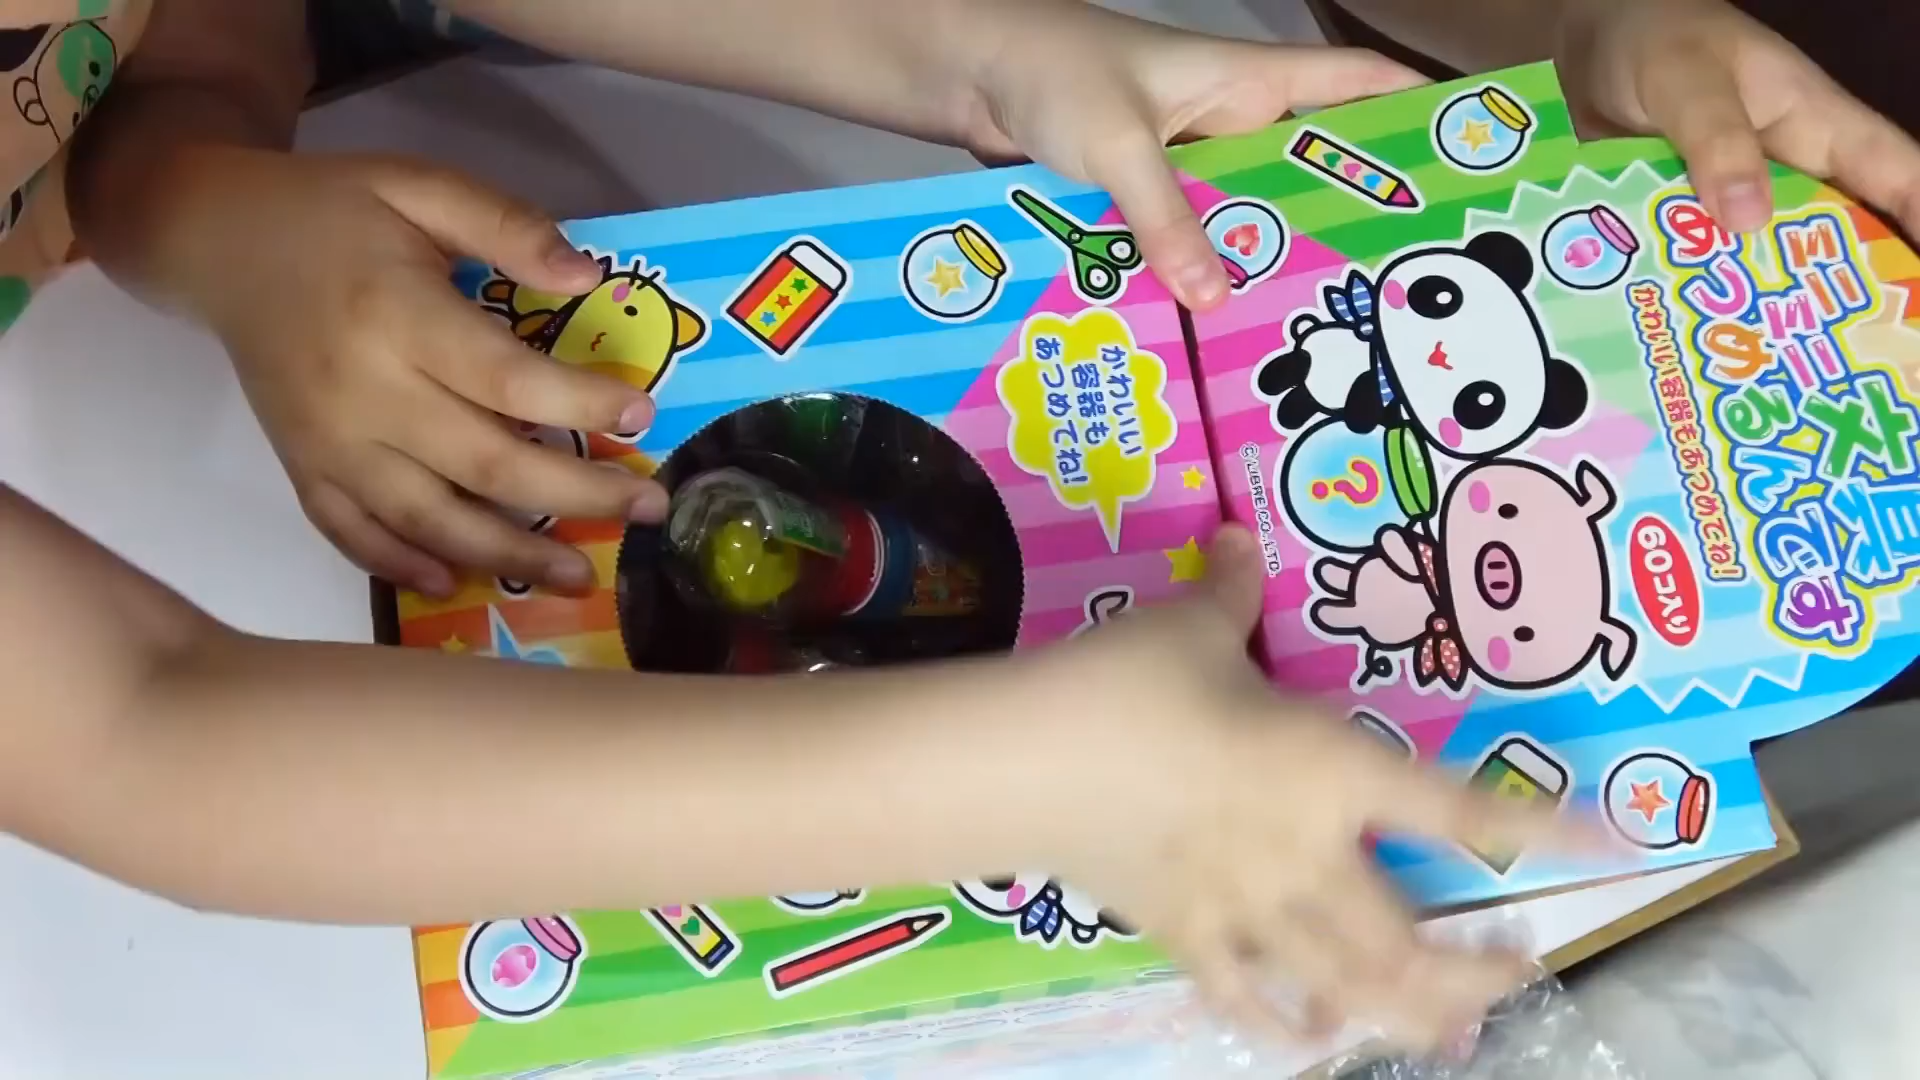 ミニミニ文具
あつめるんです
かわいい容器もあつめてね!
60コ入り
?
©LIBRE CO.,LTD.
かわいい
容器も
あつめてね!